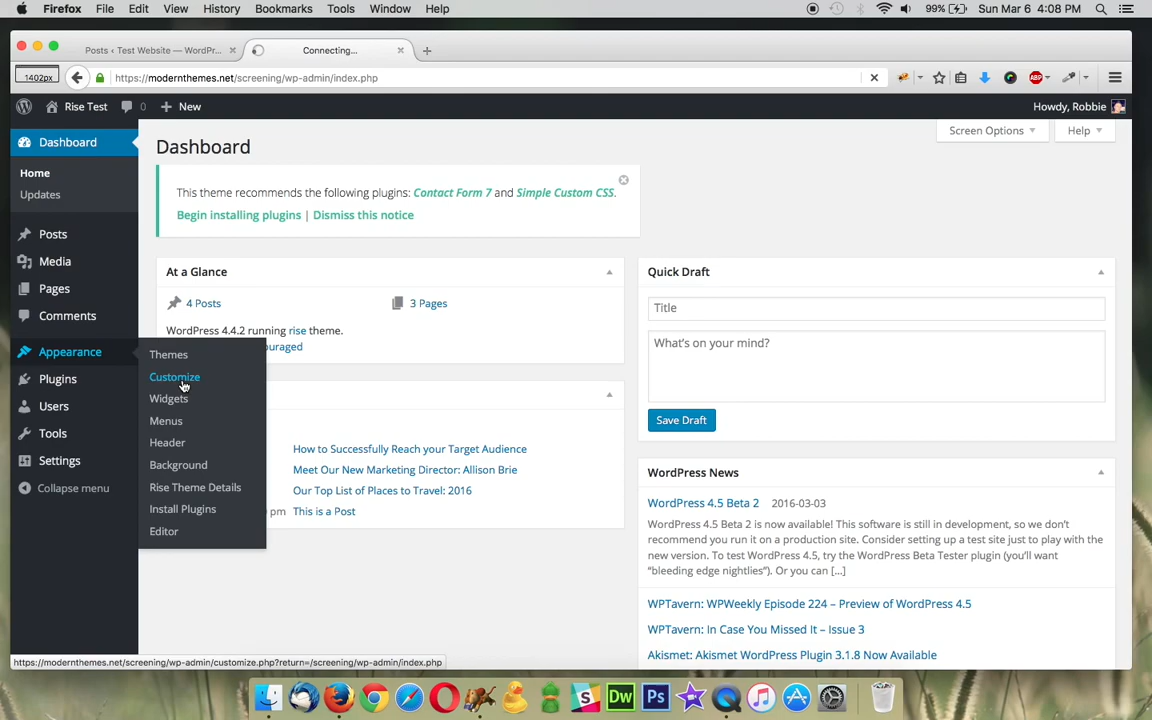 Firefox File Edit View History Bookmarks Tools Window Help 99% Sun Mar 6 4:08 PM
Posts ‹ Test Website — WordPr... Connecting...
1402px https://modernthemes.net/screening/wp-admin/index.php ABP
Rise Test 0 New Howdy, Robbie
Dashboard
Home
Updates
Posts
Media
Pages
Comments
Appearance
Plugins
Users
Tools
Settings
Collapse menu
Themes
Customize
Widgets
Menus
Header
Background
Rise Theme Details
Install Plugins
Editor
Screen Options Help
Dashboard
This theme recommends the following plugins: Contact Form 7 and Simple Custom CSS.
Begin installing plugins | Dismiss this notice
At a Glance
4 Posts 3 Pages
WordPress 4.4.2 running rise theme.
uraged
How to Successfully Reach your Target Audience
Meet Our New Marketing Director: Allison Brie
Our Top List of Places to Travel: 2016
pm This is a Post
Quick Draft
Title
What's on your mind?
Save Draft
WordPress News
WordPress 4.5 Beta 2 2016-03-03
WordPress 4.5 Beta 2 is now available! This software is still in development, so we don't
recommend you run it on a production site. Consider setting up a test site just to play with the
new version. To test WordPress 4.5, try the WordPress Beta Tester plugin (you'll want
"bleeding edge nightlies"). Or you can [...]
WPTavern: WPWeekly Episode 224 – Preview of WordPress 4.5
WPTavern: In Case You Missed It – Issue 3
Akismet: Akismet WordPress Plugin 3.1.8 Now Available
https://modernthemes.net/screening/wp-admin/customize.php?return=/screening/wp-admin/index.php
Dw Ps